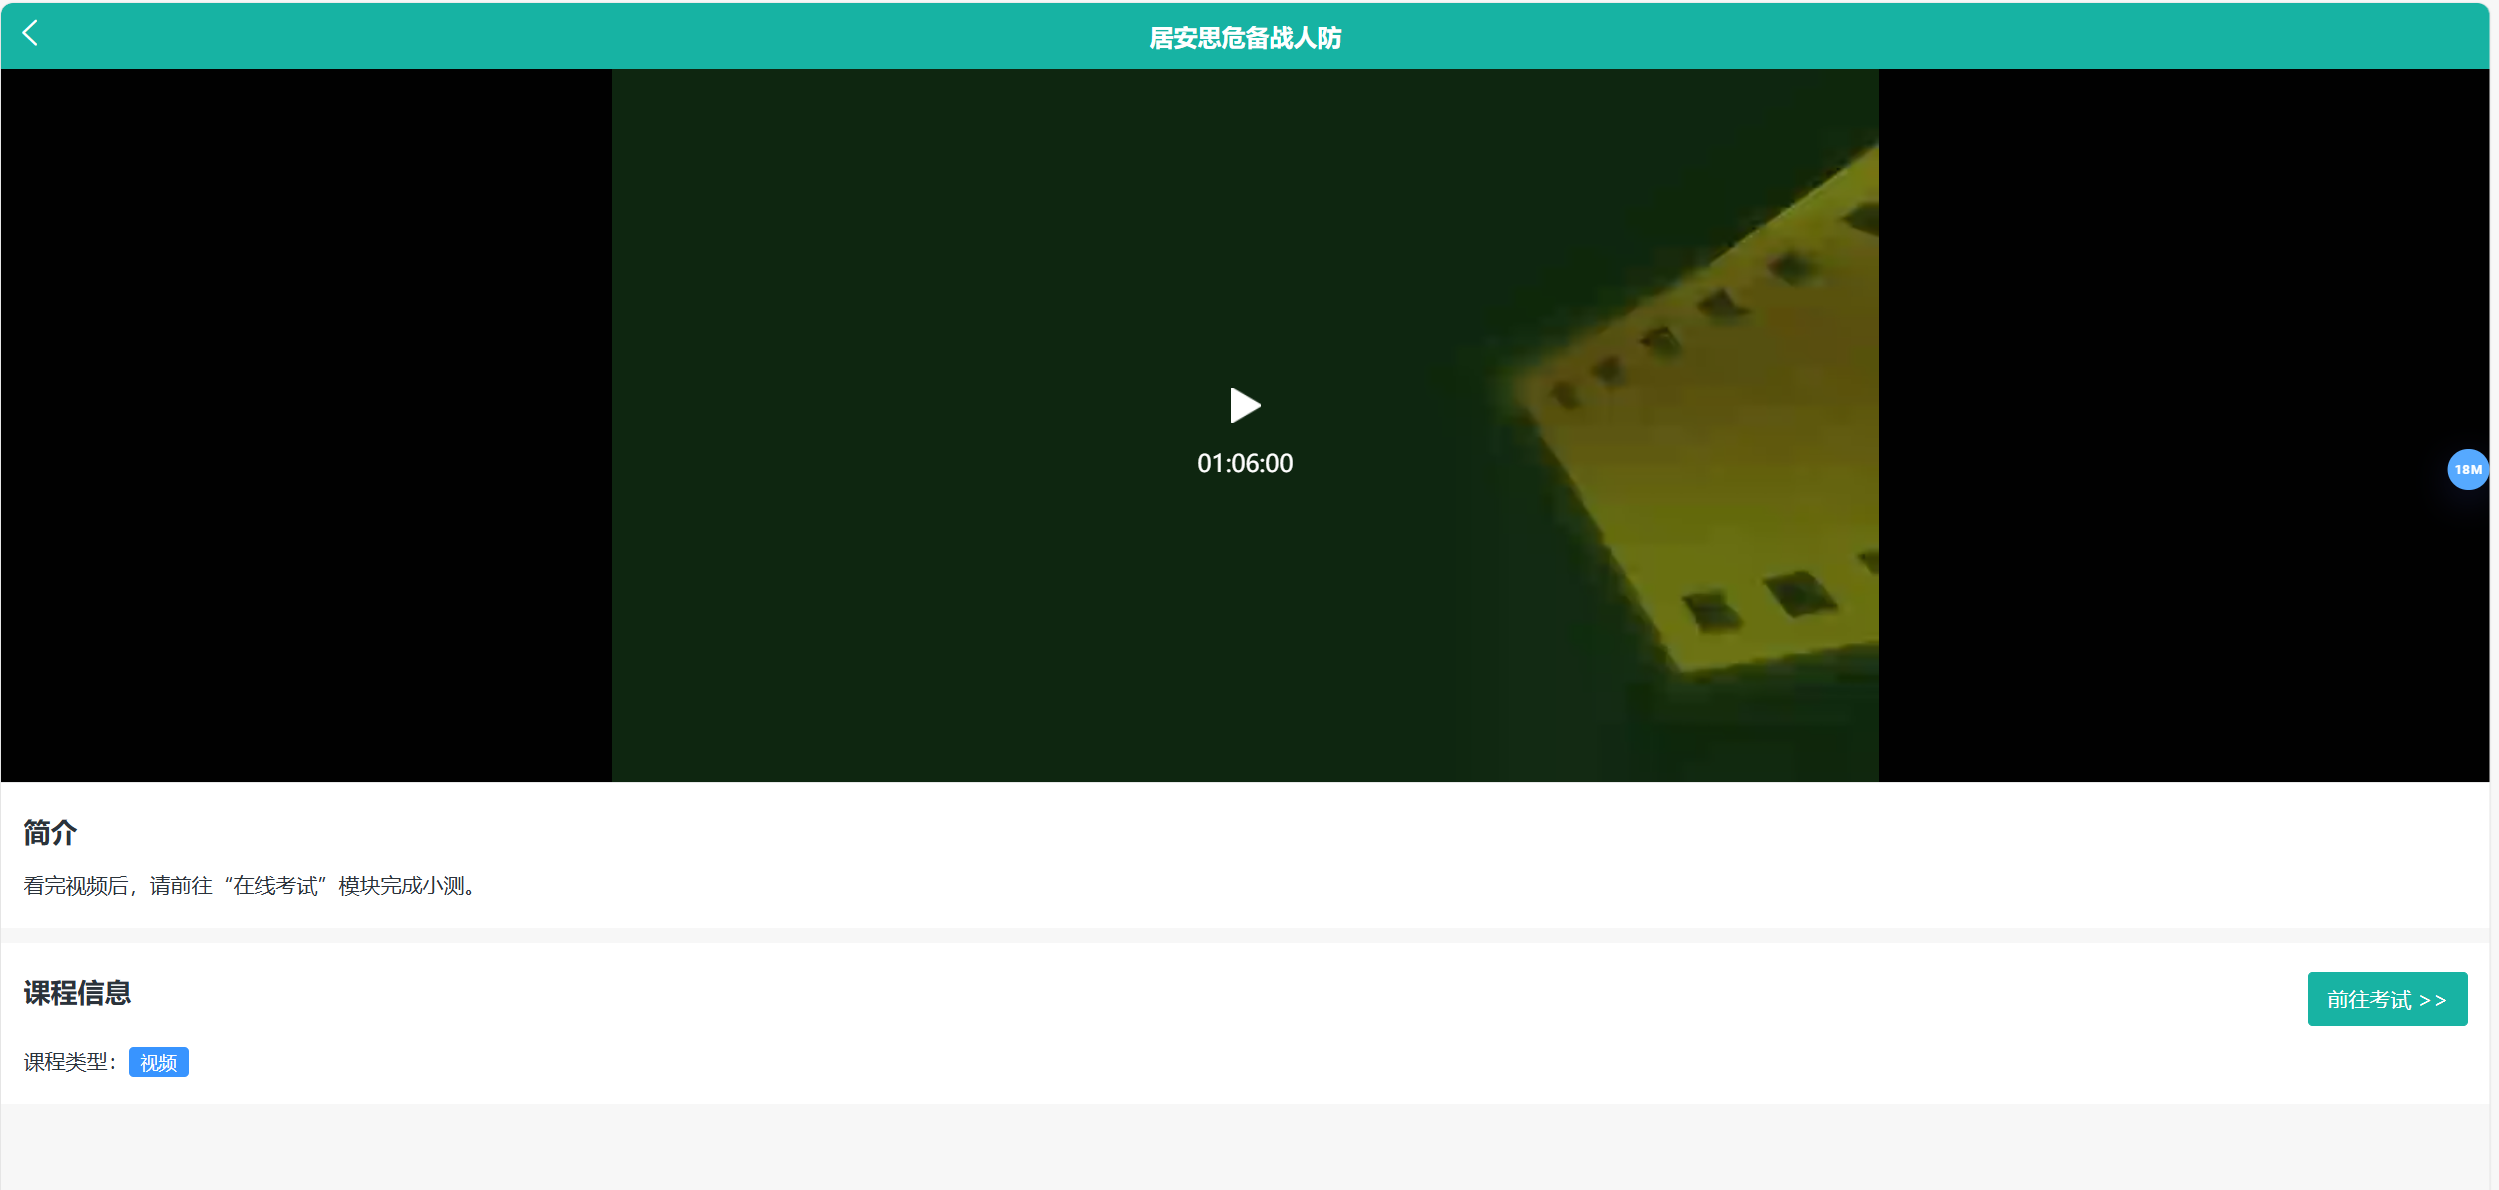 居安思危备战人防
01:06:00
18M
简介
看完视频后，请前往“在线考试”模块完成小测。
课程信息
前往考试 >>
课程类型：视频